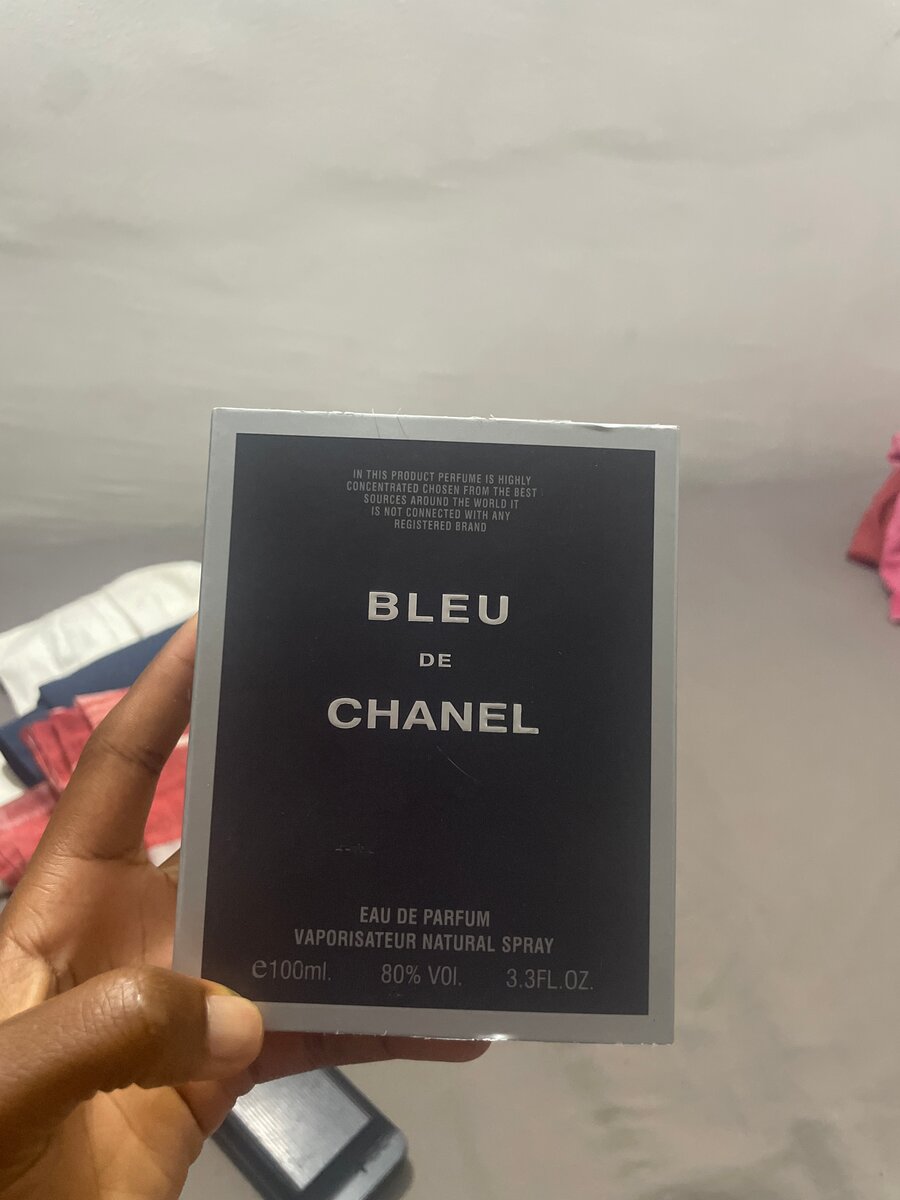 IN THIS PRODUCT PERFUME IS HIGHLY
CONCENTRATED CHOSEN FROM THE BEST
SOURCES AROUND THE WORLD IT
IS NOT CONNECTED WITH ANY
REGISTERED BRAND
BLEU
DE
CHANEL
EAU DE PARFUM
VAPORISATEUR NATURAL SPRAY
e100ml. 80% VOl. 3.3FL.OZ.